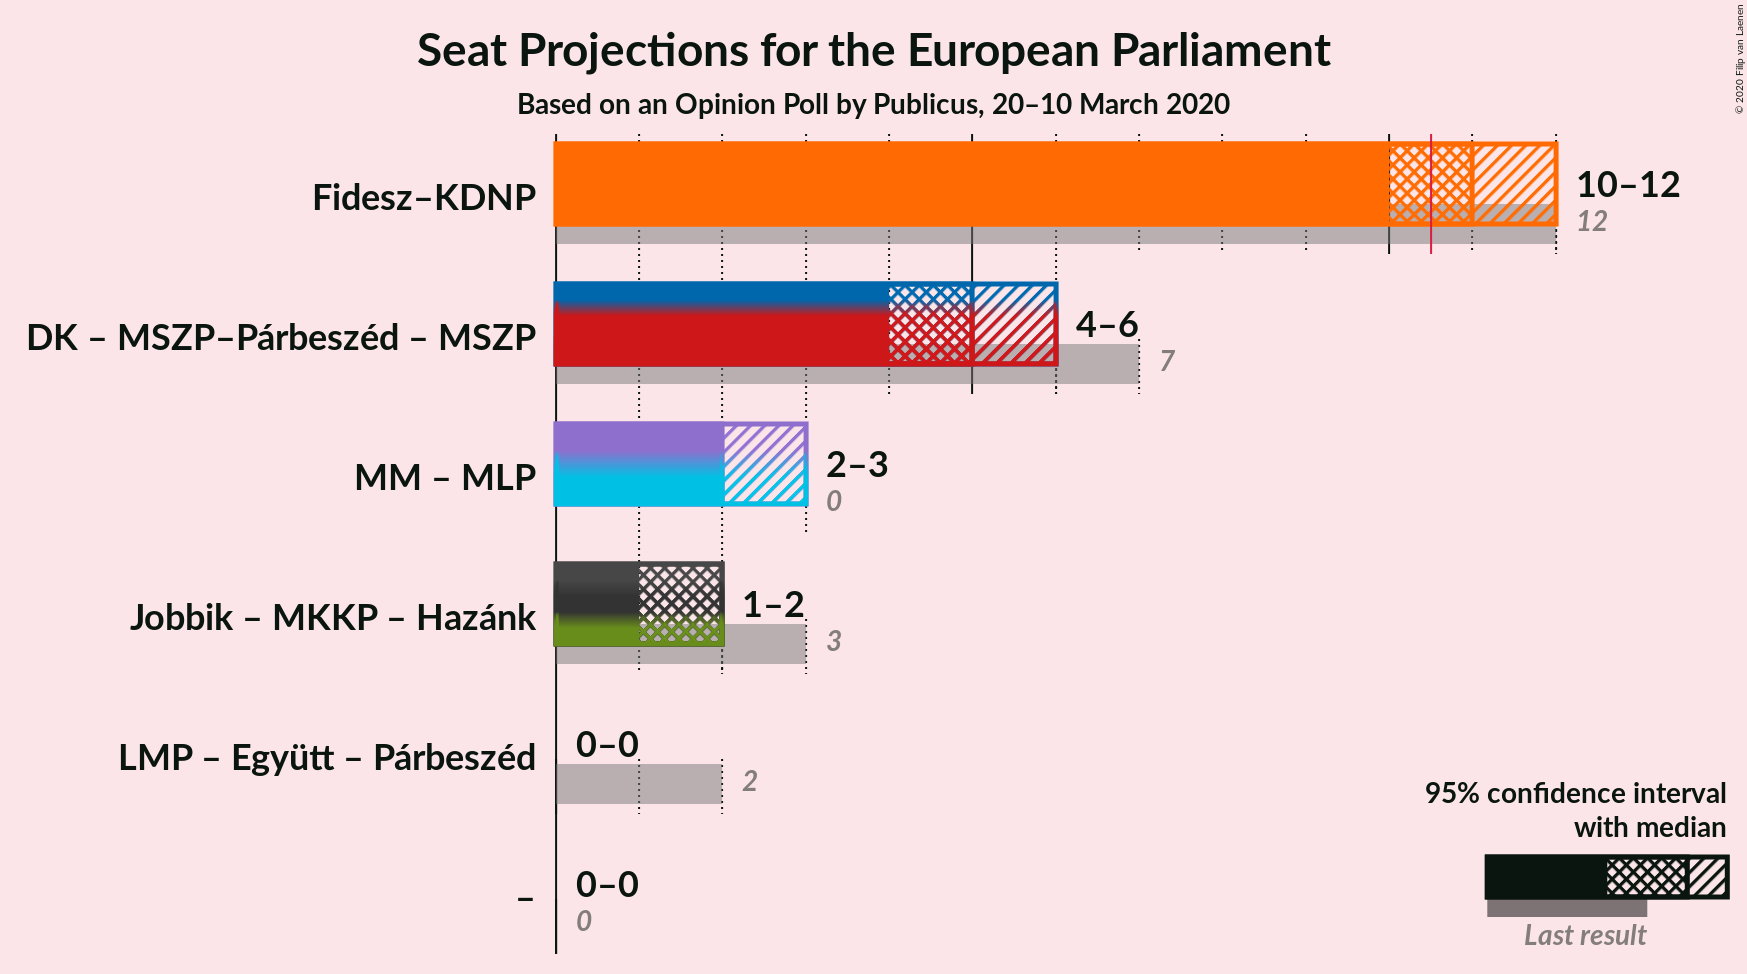 Seat Projections for the European Parliament
Based on an Opinion Poll by Publicus, 20–10 March 2020
© 2020 Filip van Laenen
Fidesz–KDNP
10–12
12
DK – MSZP–Párbeszéd – MSZP
4–6
7
MM – MLP
2–3
0
Jobbik – MKKP – Hazánk
1–2
3
LMP – Együtt – Párbeszéd
0–0
2
–
0–0
0
95% confidence interval
with median
Last result